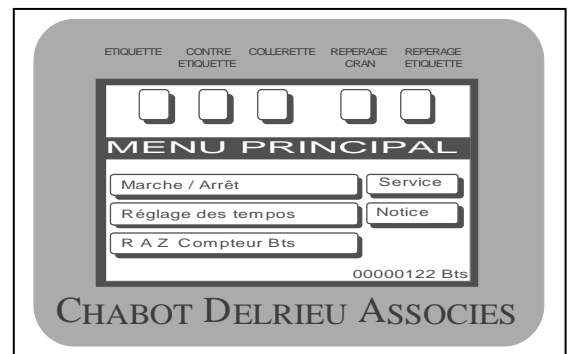 ETIQUETTE CONTRE ETIQUETTE COLLERETTE REPERAGE CRAN REPERAGE ETIQUETTE
MENU PRINCIPAL
Marche / Arrêt Service
Réglage des tempos Notice
R A Z Compteur Bts
00000122 Bts
CHABOT DELRIEU ASSOCIES